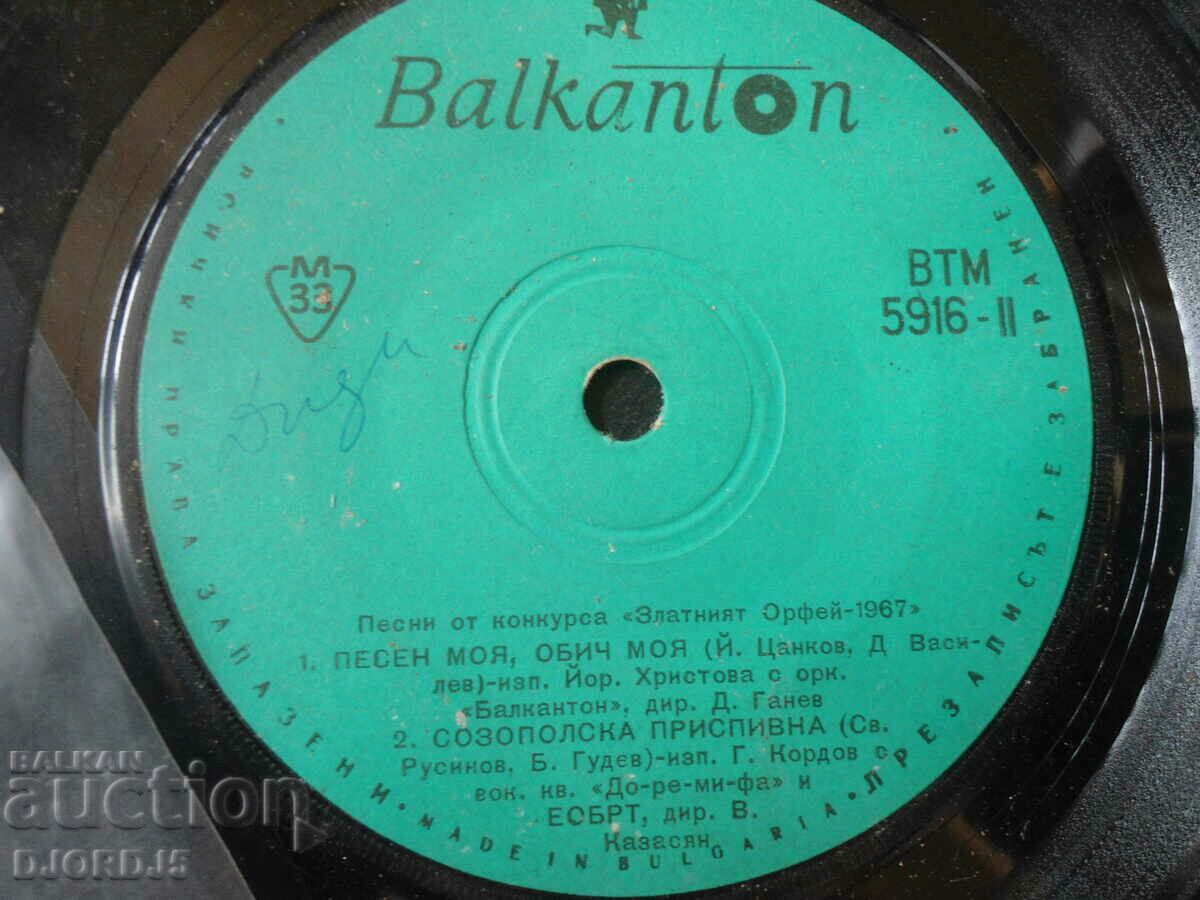 Balkanton
М
33
ВТМ
5916-II
Диди
Песни от конкурса «Златният Орфей-1967»
1. ПЕСЕН МОЯ, ОБИЧ МОЯ (Й. Цанков, Д Васи-
лев)-изп. Йор. Христова с орк.
«Балкантон», дир. Д. Ганев
2. СОЗОПОЛСКА ПРИСПИВНА (Св.
Русинов, Б. Гудев)-изп. Г. Кордов с
вок. кв. «До-ре-ми-фа» и
ЕОБРТ, дир. В.
Казасян
ВСИЧКИ ПРАВА ЗАПАЗЕНИ • MADE IN BULGARIA • ПРЕЗАПИСЪТ Е ЗАБРАНЕН
BALKAN
auction
DJORDJ5